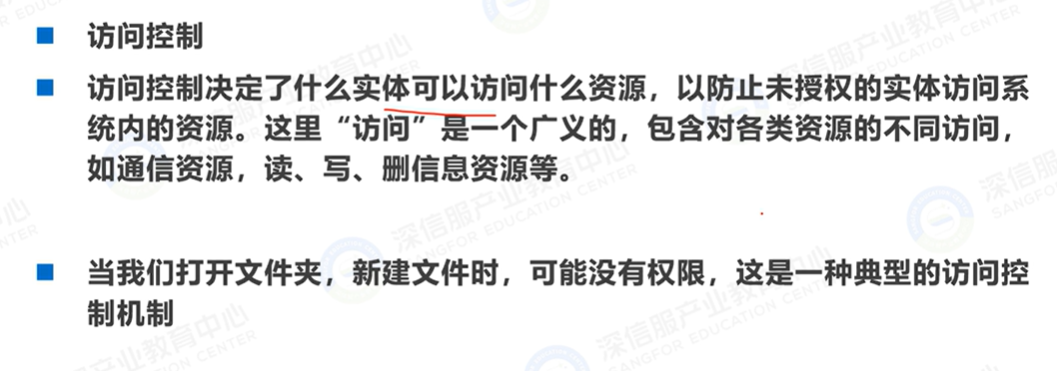 访问控制
访问控制决定了什么实体可以访问什么资源，以防止未授权的实体访问系
统内的资源。这里“访问”是一个广义的，包含对各类资源的不同访问，
如通信资源，读、写、删信息资源等。
当我们打开文件夹，新建文件时，可能没有权限，这是一种典型的访问控
制机制
深信服产业教育中心
SANGFOR EDUCATION CENTER